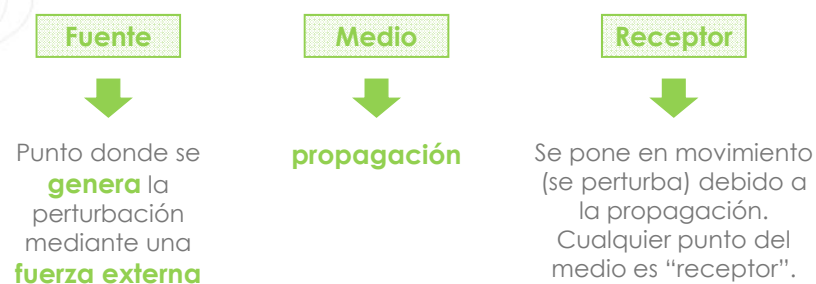 Fuente
Punto donde se
genera la
perturbación
mediante una
fuerza externa
Medio
propagación
Receptor
Se pone en movimiento
(se perturba) debido a
la propagación.
Cualquier punto del
medio es “receptor”.